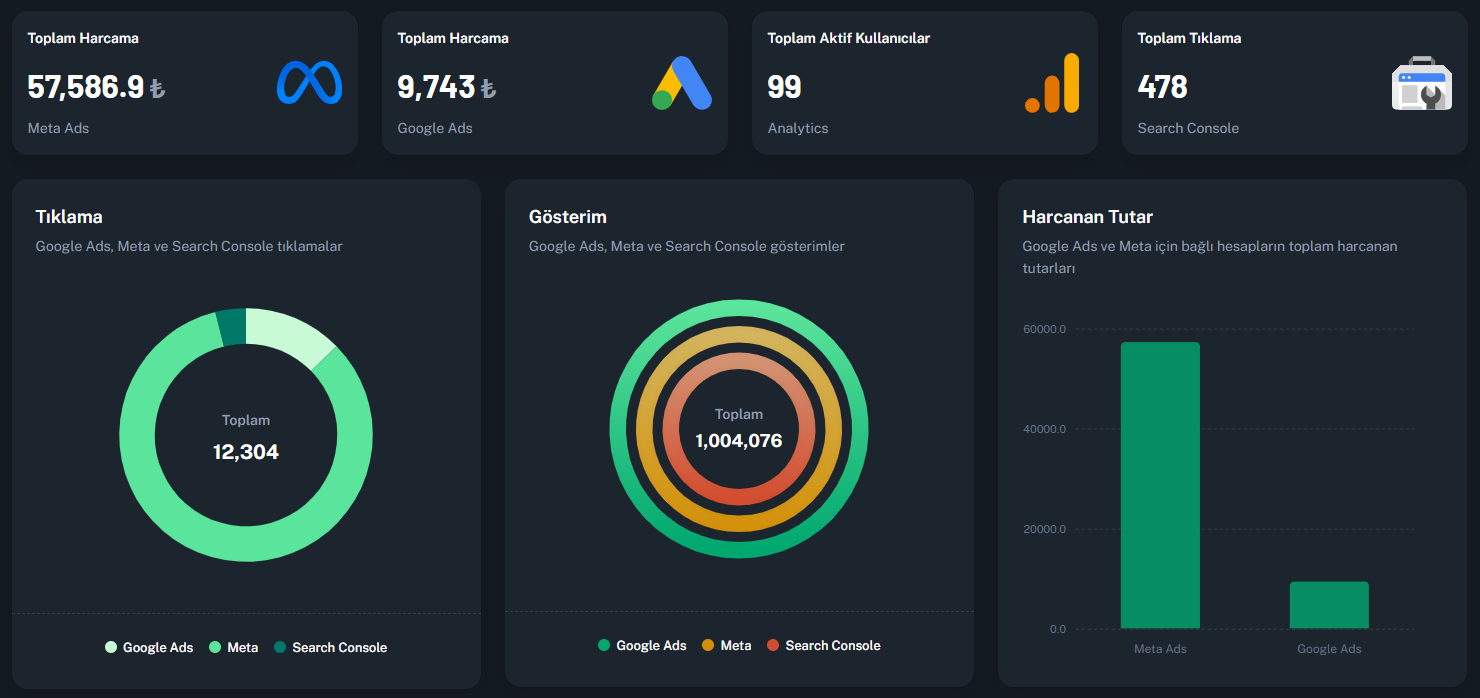 Toplam Harcama
57,586.9 ₺
Meta Ads
Toplam Harcama
9,743 ₺
Google Ads
Toplam Aktif Kullanıcılar
99
Analytics
Toplam Tıklama
478
Search Console
Tıklama
Google Ads, Meta ve Search Console tıklamalar
Toplam
12,304
Google Ads
Meta
Search Console
Gösterim
Google Ads, Meta ve Search Console gösterimler
Toplam
1,004,076
Google Ads
Meta
Search Console
Harcanan Tutar
Google Ads ve Meta için bağlı hesapların toplam harcanan
tutarları
60000.0
40000.0
20000.0
0.0
Meta Ads
Google Ads